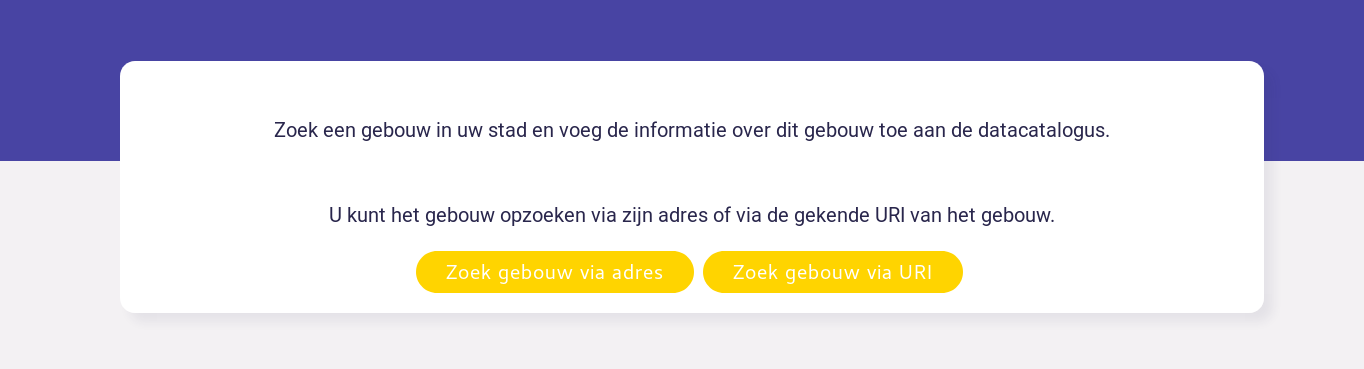 Zoek een gebouw in uw stad en voeg de informatie over dit gebouw toe aan de datacatalogus.
U kunt het gebouw opzoeken via zijn adres of via de gekende URI van het gebouw.
Zoek gebouw via adres Zoek gebouw via URI